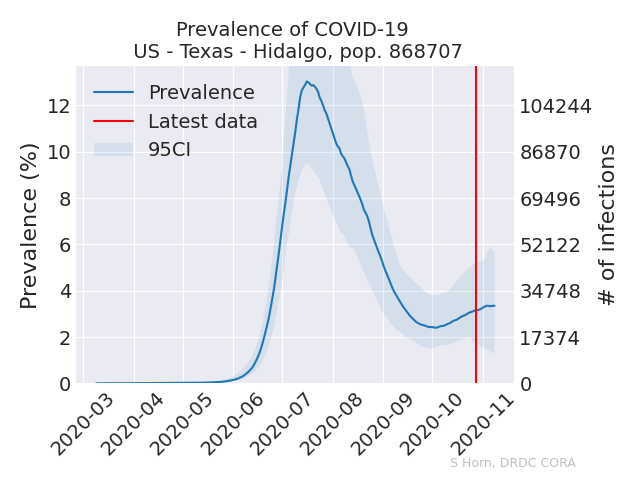 Prevalence of COVID-19
US - Texas - Hidalgo, pop. 868707
Prevalence
Latest data
95CI
Prevalence (%)
12
10
8
6
4
2
0
104244
86870
69496
52122
34748
17374
0
# of infections
2020-03
2020-04
2020-05
2020-06
2020-07
2020-08
2020-09
2020-10
2020-11
S Horn, DRDC CORA